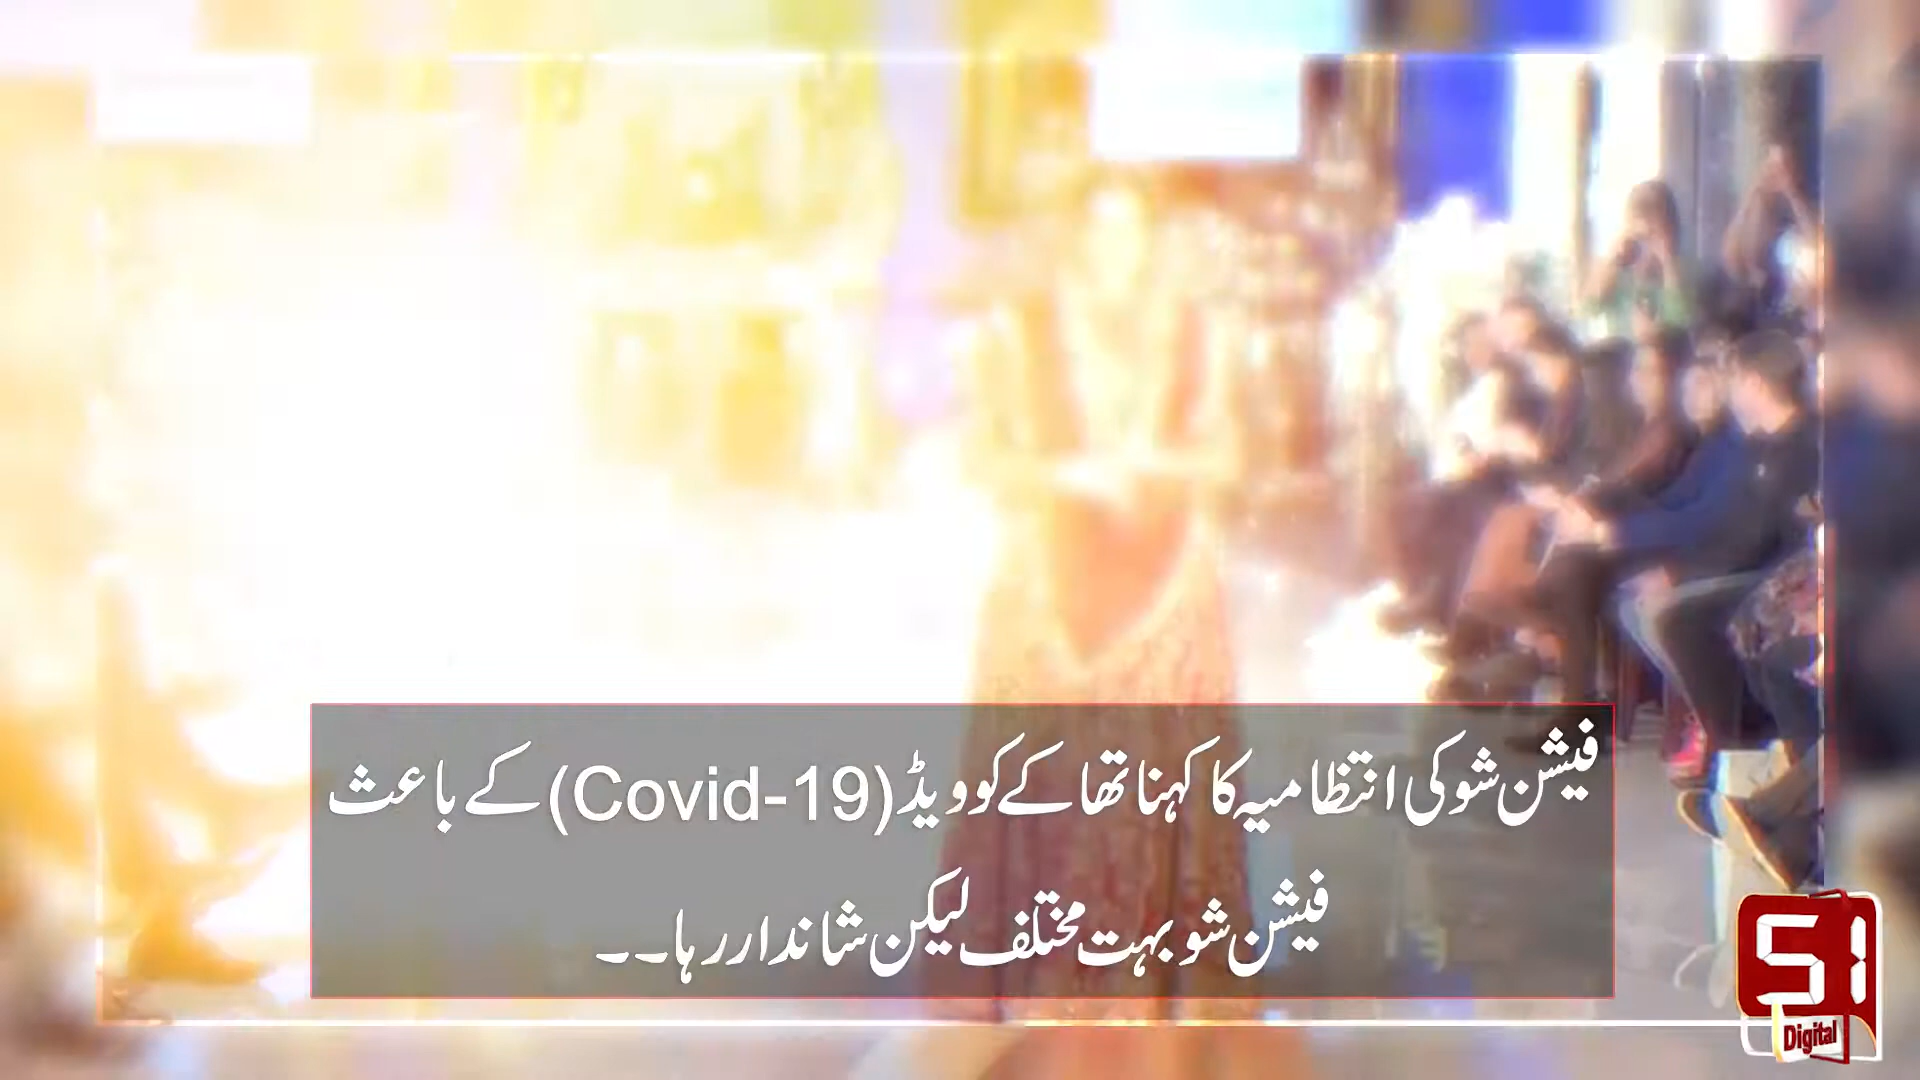 فیشن شو کی انتظامیہ کا کہنا تھا کے کوویڈ (Covid-19) کے باعث
فیشن شو بہت مختلف لیکن شاندار رہا۔۔
51
Digital